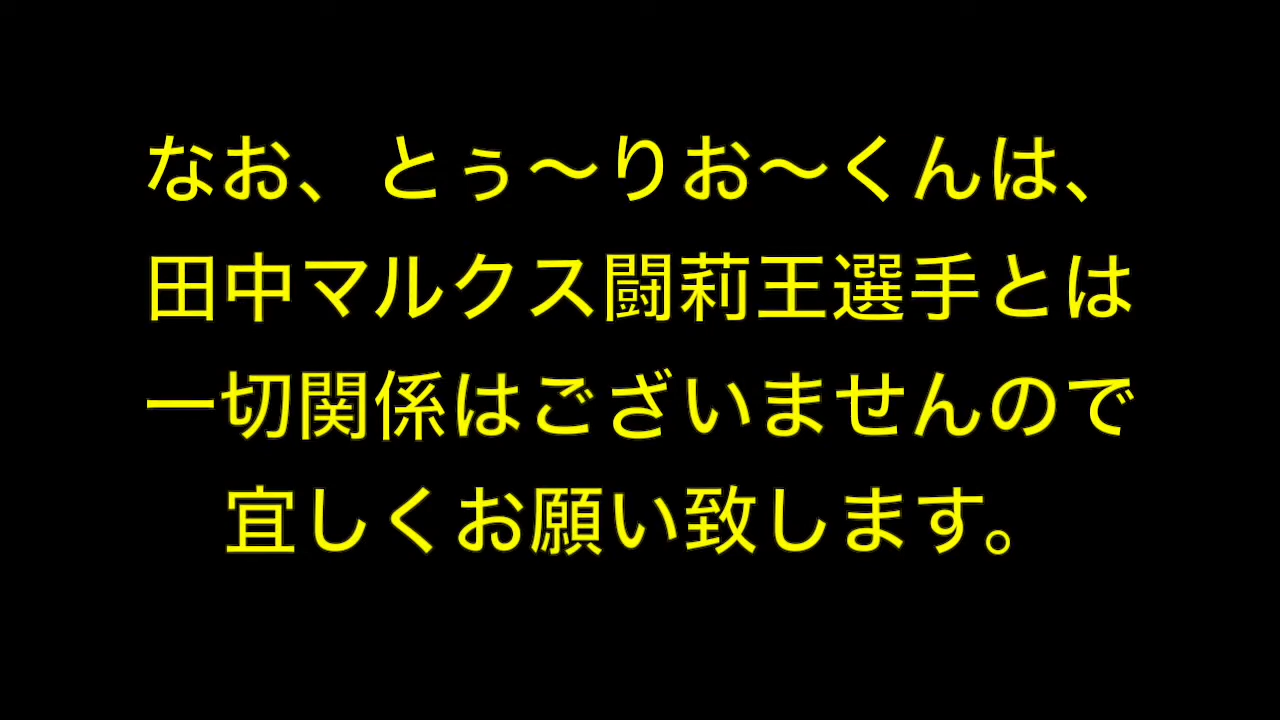 なお、とぅ～りお～くんは、
田中マルクス闘莉王選手とは
一切関係はございませんので
宜しくお願い致します。